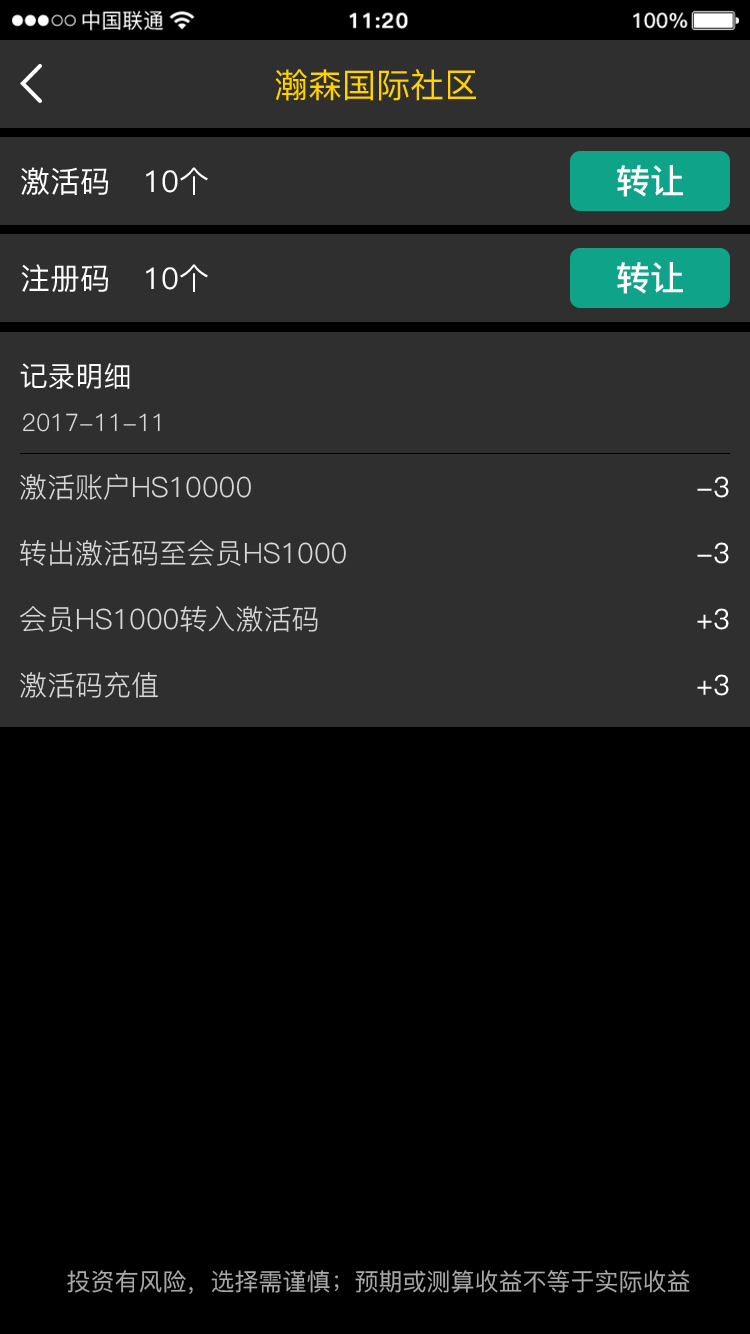 中国联通 11:20 100%
瀚森国际社区
激活码 10个 转让
注册码 10个 转让
记录明细
2017-11-11
激活账户HS10000 -3
转出激活码至会员HS1000 -3
会员HS1000转入激活码 +3
激活码充值 +3
投资有风险，选择需谨慎；预期或测算收益不等于实际收益